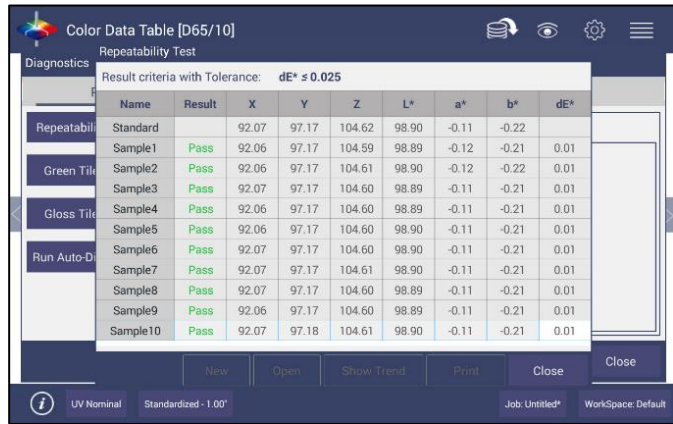 Color Data Table [D65/10]
Repeatability Test
Diagnostics
Result criteria with Tolerance: dE* ≤ 0.025
Name Result X Y Z L* a* b* dE*
Standard 92.07 97.17 104.62 98.90 -0.11 -0.22
Sample1 Pass 92.06 97.17 104.59 98.89 -0.12 -0.21 0.01
Sample2 Pass 92.06 97.17 104.61 98.90 -0.12 -0.22 0.01
Sample3 Pass 92.07 97.17 104.60 98.89 -0.11 -0.21 0.01
Sample4 Pass 92.06 97.17 104.60 98.89 -0.11 -0.21 0.01
Sample5 Pass 92.06 97.17 104.60 98.89 -0.11 -0.21 0.01
Sample6 Pass 92.07 97.17 104.60 98.89 -0.11 -0.21 0.01
Sample7 Pass 92.07 97.17 104.61 98.90 -0.11 -0.21 0.01
Sample8 Pass 92.07 97.17 104.60 98.89 -0.11 -0.21 0.01
Sample9 Pass 92.06 97.17 104.60 98.89 -0.11 -0.21 0.01
Sample10 Pass 92.07 97.18 104.61 98.90 -0.11 -0.21 0.01
Repeatabili
Green Tile
Gloss Tile
Run Auto-Di
New Open Show Trend Print Close
Close
i UV Nominal Standardized - 1.00" Job: Untitled* WorkSpace: Default